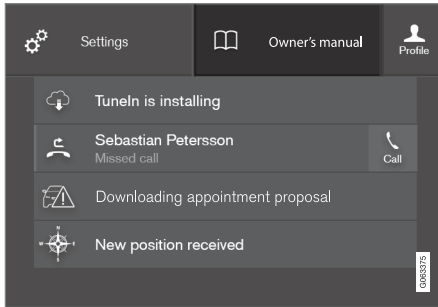 Settings
Owner's manual
Profile
TuneIn is installing
Sebastian Petersson
Missed call
Call
Downloading appointment proposal
N
W
E
S
New position received
G063375